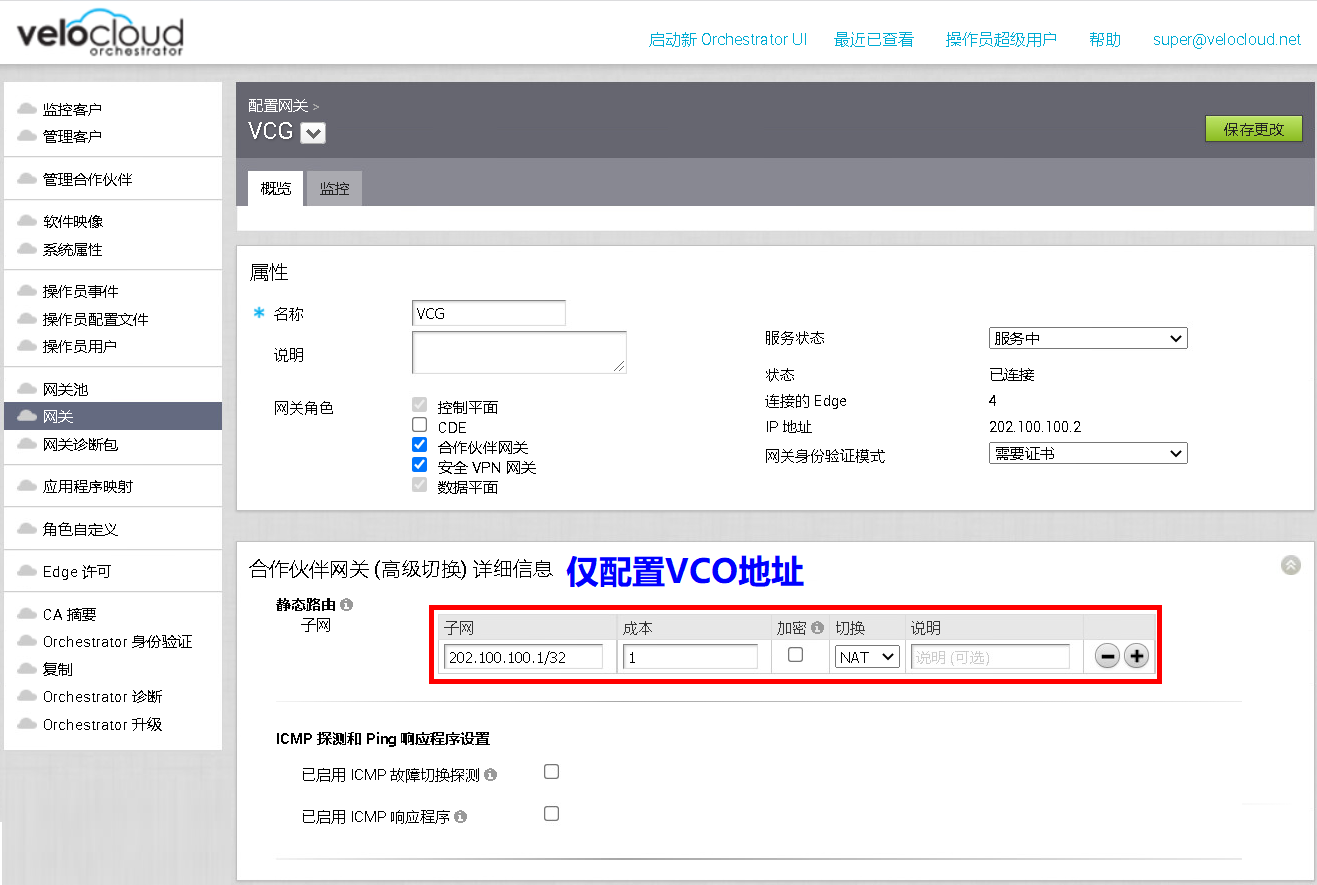 velocloud
orchestrator
启动新 Orchestrator UI 最近已查看 操作员超级用户 帮助 super@velocloud.net
监控客户
管理客户
管理合作伙伴
软件映像
系统属性
操作员事件
操作员配置文件
操作员用户
网关池
网关
网关诊断包
应用程序映射
角色自定义
Edge 许可
CA 摘要
Orchestrator 身份验证
复制
Orchestrator 诊断
Orchestrator 升级
配置网关 >
VCG
保存更改
概览 监控
属性
* 名称 VCG
说明
网关角色
控制平面
CDE
合作伙伴网关
安全 VPN 网关
数据平面
服务状态 服务中
状态 已连接
连接的 Edge 4
IP 地址 202.100.100.2
网关身份验证模式 需要证书
合作伙伴网关 (高级切换) 详细信息 仅配置VCO地址
静态路由
子网
子网 成本 加密 切换 说明
202.100.100.1/32 1 NAT 说明 (可选)
ICMP 探测和 Ping 响应程序设置
已启用 ICMP 故障切换探测
已启用 ICMP 响应程序